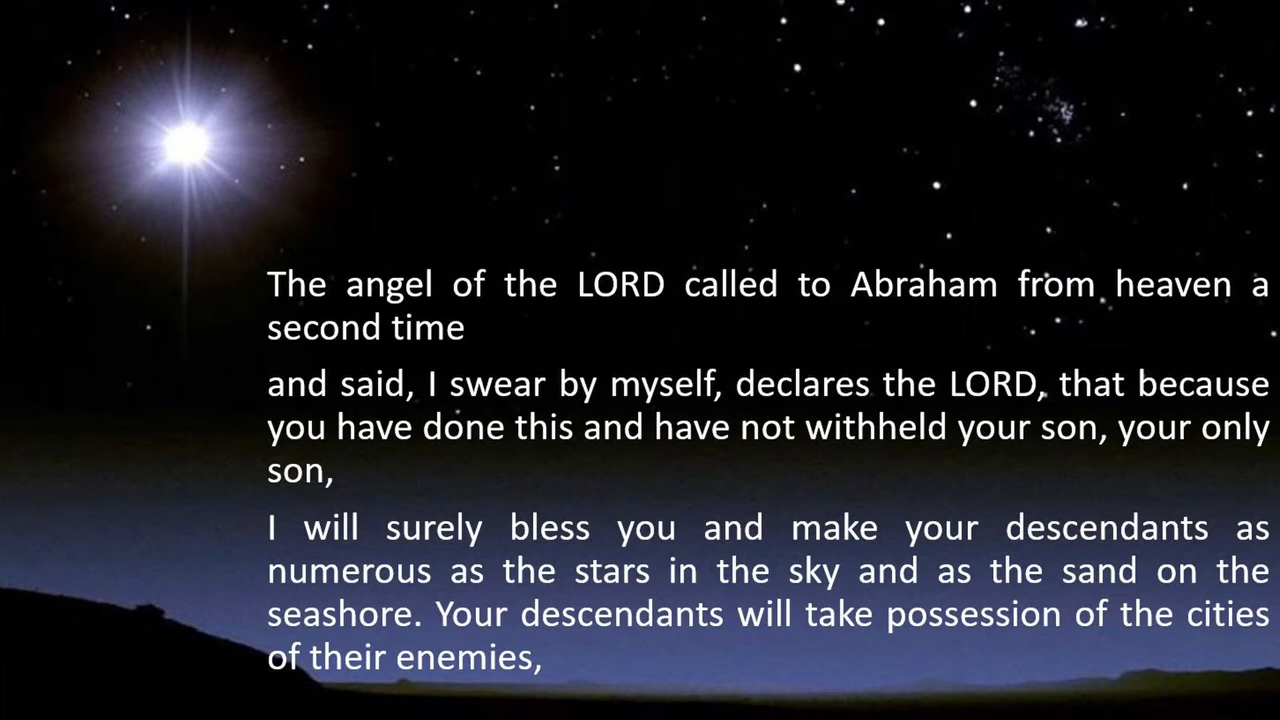 The angel of the LORD called to Abraham from heaven a
second time
and said, I swear by myself, declares the LORD, that because
you have done this and have not withheld your son, your only
son,
I will surely bless you and make your descendants as
numerous as the stars in the sky and as the sand on the
seashore. Your descendants will take possession of the cities
of their enemies,